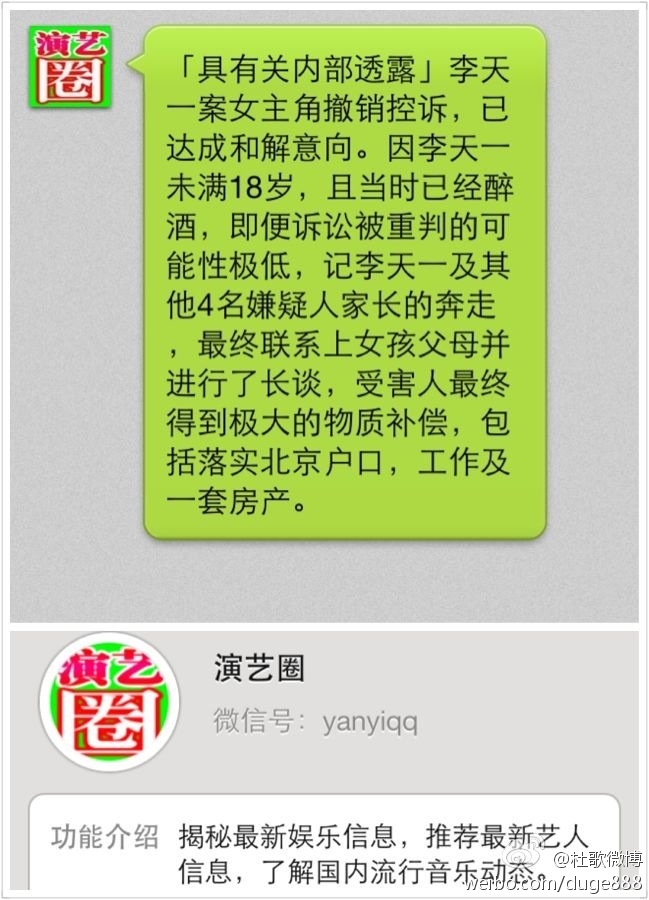 演艺
圈
「具有关内部透露」李天
一案女主角撤销控诉，已
达成和解意向。因李天一
未满18岁，且当时已经醉
酒，即便诉讼被重判的可
能性极低，记李天一及其
他4名嫌疑人家长的奔走
，最终联系上女孩父母并
进行了长谈，受害人最终
得到极大的物质补偿，包
括落实北京户口，工作及
一套房产。
演艺
圈
演艺圈
微信号：yanyiqq
功能介绍 揭秘最新娱乐信息，推荐最新艺人
信息，了解国内流行音乐动态。
@杜歌微博
weibo.com/duge888